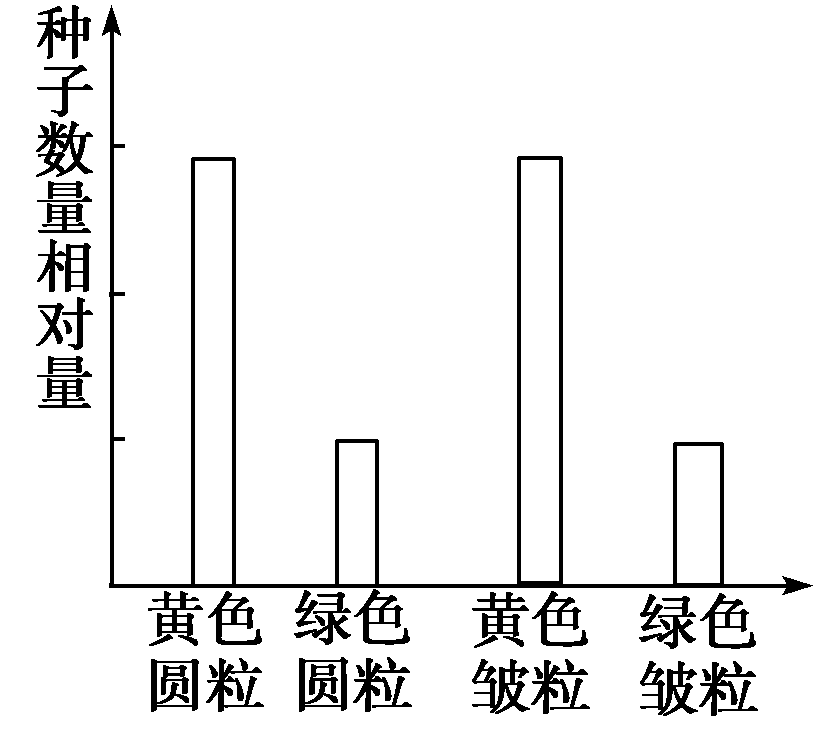 种子数量相对量
黄色 绿色 黄色 绿色
圆粒 圆粒 皱粒 皱粒